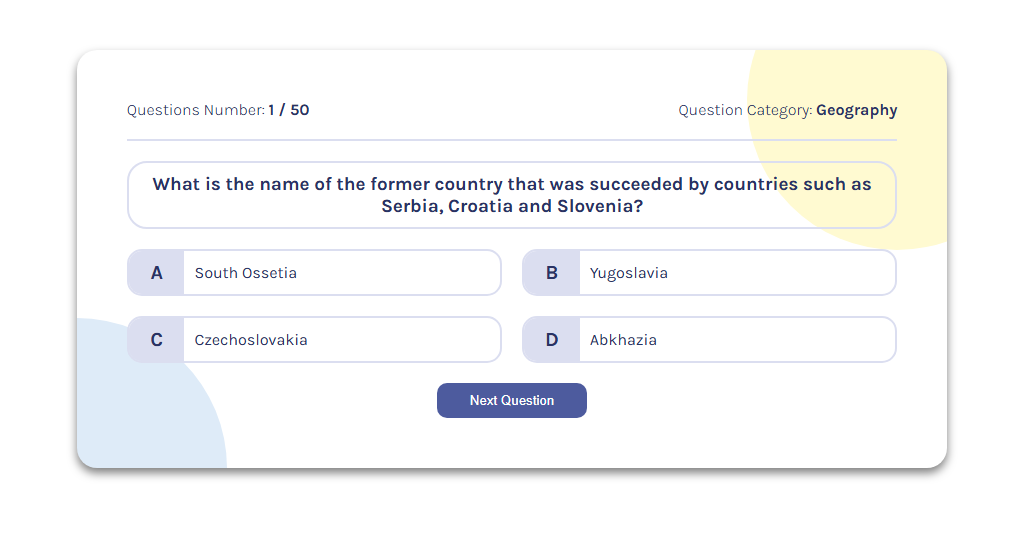 Questions Number: 1 / 50
Question Category: Geography
What is the name of the former country that was succeeded by countries such as
Serbia, Croatia and Slovenia?
A South Ossetia
B Yugoslavia
C Czechoslovakia
D Abkhazia
Next Question